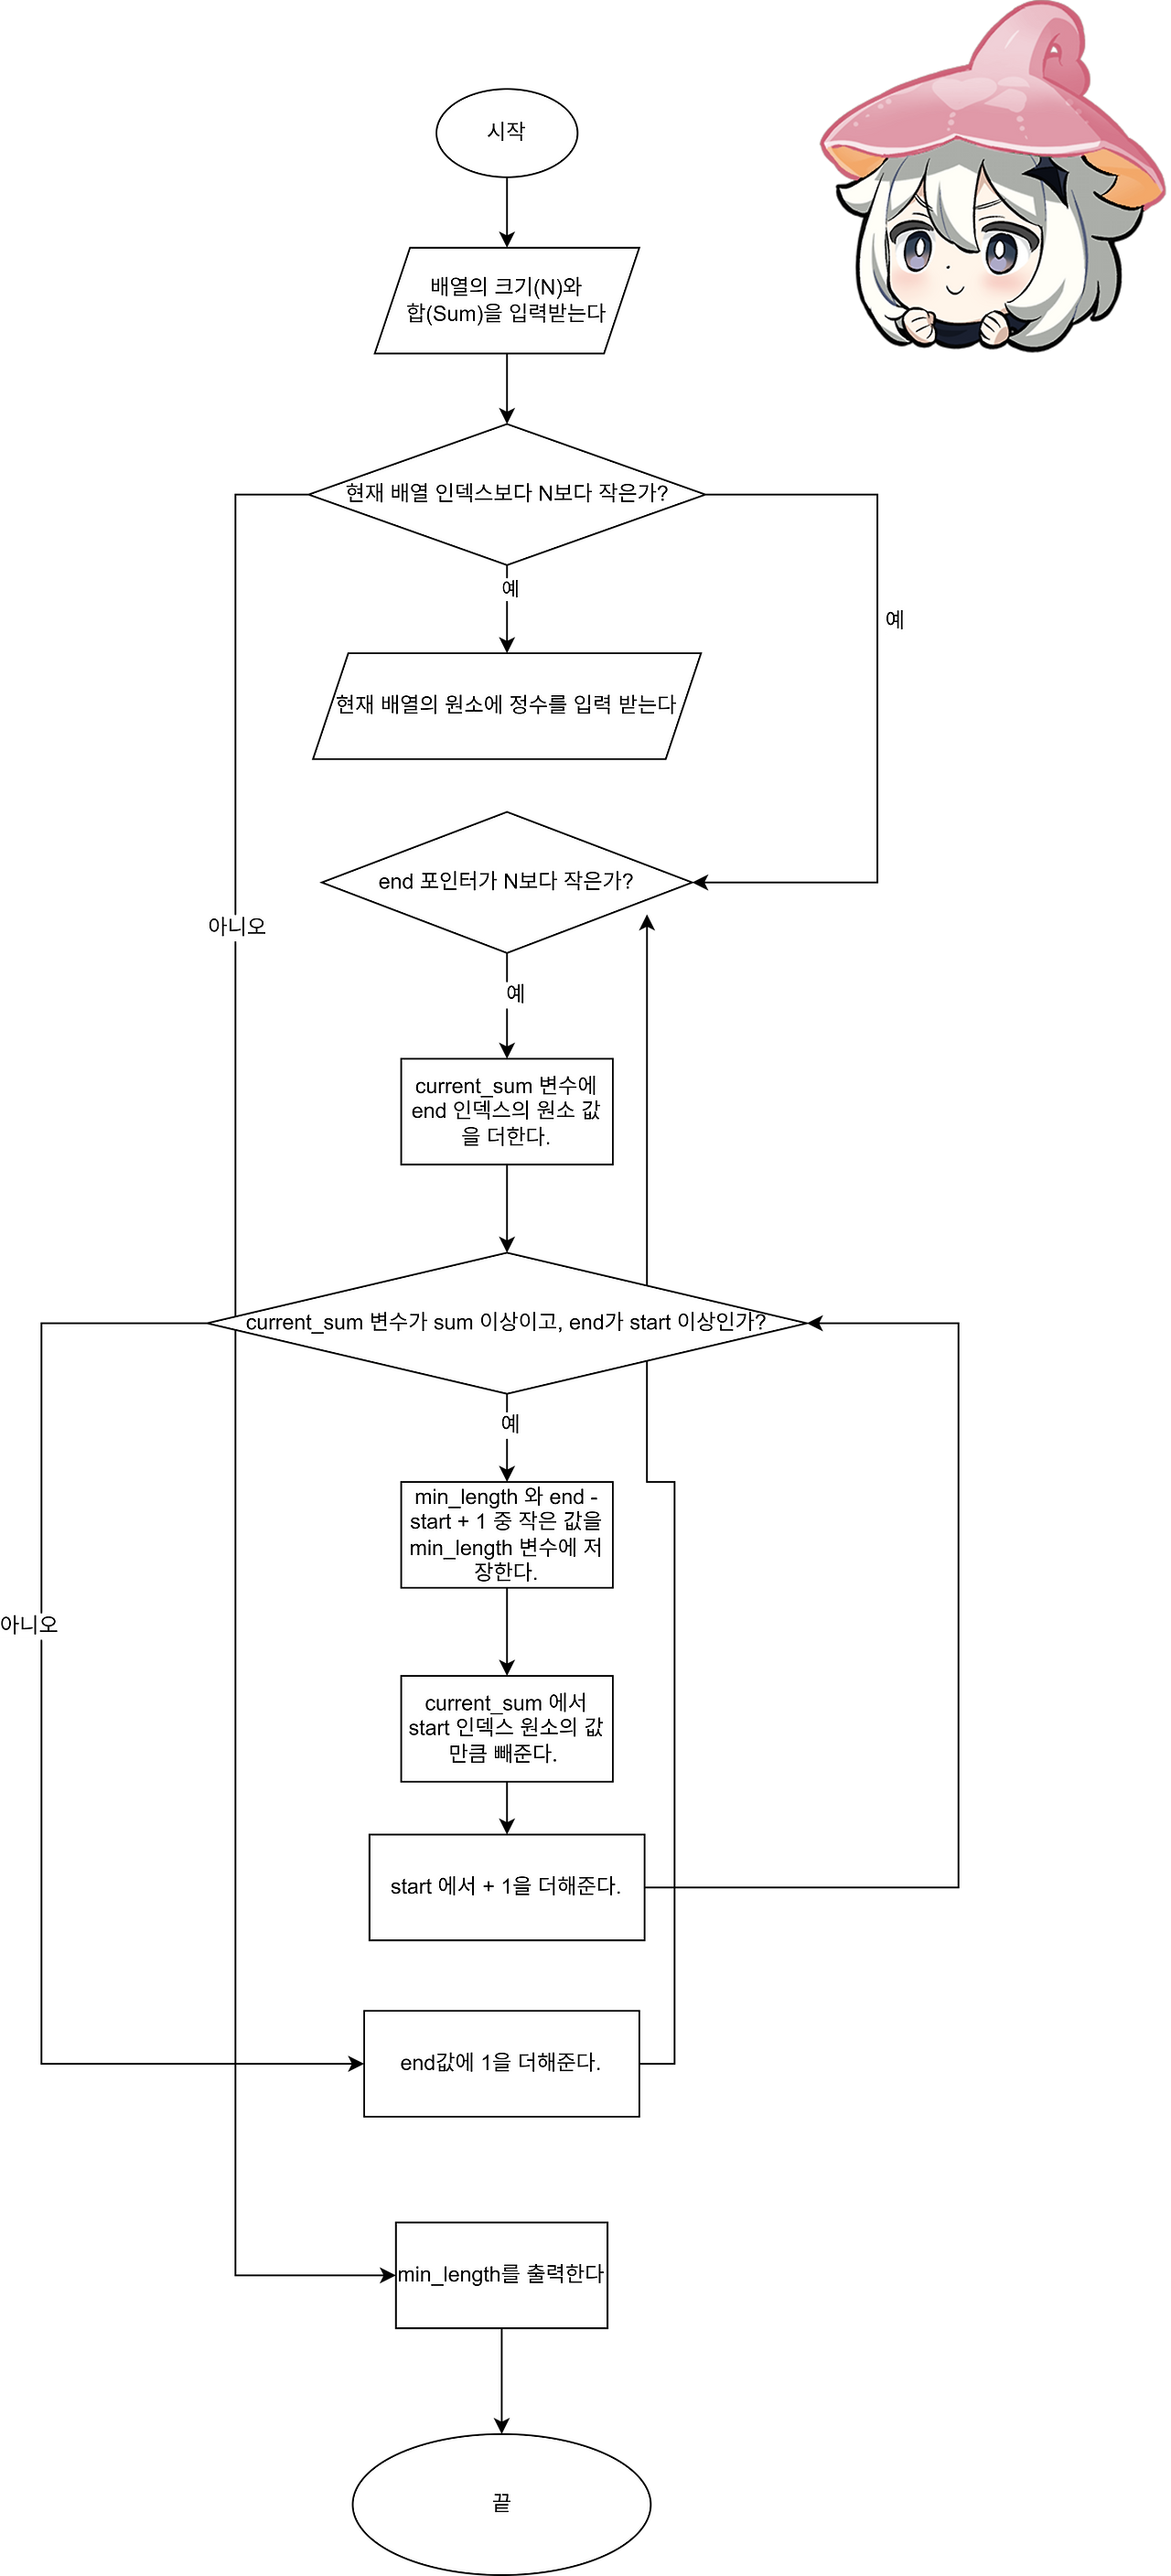 시작
배열의 크기(N)와
합(Sum)을 입력받는다
현재 배열 인덱스보다 N보다 작은가?
예
예
현재 배열의 원소에 정수를 입력 받는다
end 포인터가 N보다 작은가?
아니오
예
current_sum 변수에
end 인덱스의 원소 값
을 더한다.
current_sum 변수가 sum 이상이고, end가 start 이상인가?
예
min_length 와 end -
start + 1 중 작은 값을
min_length 변수에 저
장한다.
아니오
current_sum 에서
start 인덱스 원소의 값
만큼 빼준다.
start 에서 + 1을 더해준다.
end값에 1을 더해준다.
min_length를 출력한다
끝